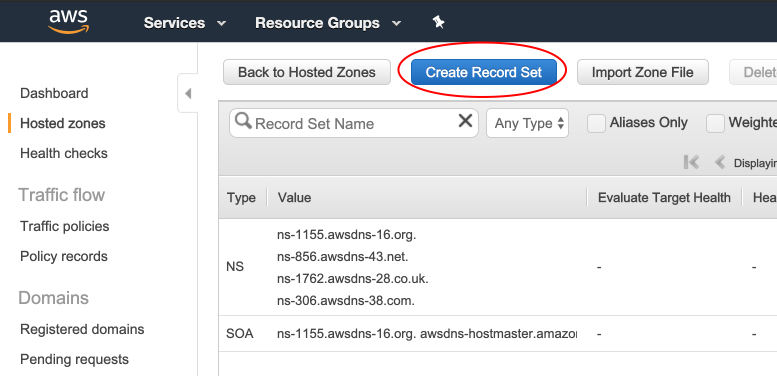 aws
Services
Resource Groups
Dashboard
Hosted zones
Health checks
Traffic flow
Traffic policies
Policy records
Domains
Registered domains
Pending requests
Back to Hosted Zones
Create Record Set
Import Zone File
Delete
Record Set Name
Any Type
Aliases Only
Weighte
Displayin
Type Value Evaluate Target Health Hea
NS
ns-1155.awsdns-16.org.
ns-856.awsdns-43.net.
ns-1762.awsdns-28.co.uk.
ns-306.awsdns-38.com.
- -
SOA ns-1155.awsdns-16.org. awsdns-hostmaster.amazon - -